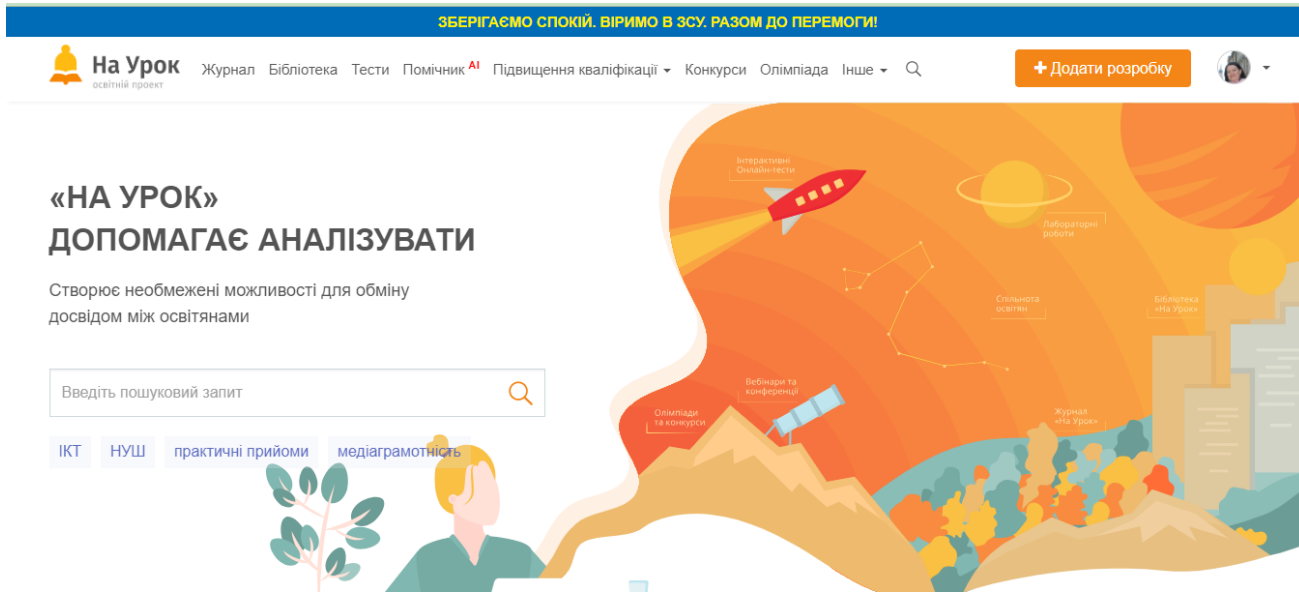 ЗБЕРІГАЄМО СПОКІЙ. ВІРИМО В ЗСУ. РАЗОМ ДО ПЕРЕМОГИ!
На Урок
освітній проект
Журнал Бібліотека Тести Помічник AI Підвищення кваліфікації Конкурси Олімпіада Інше
+ Додати розробку
«НА УРОК»
ДОПОМАГАЄ АНАЛІЗУВАТИ
Створює необмежені можливості для обміну
досвідом між освітянами
Введіть пошуковий запит
ІКТ НУШ практичні прийоми медіаграмотність
Інтерактивні
Онлайн-тести
Лабораторні
роботи
Спільнота
освітян
Бібліотека
«На Урок»
Вебінари та
конференції
Олімпіади
та конкурси
Журнал
«На Урок»